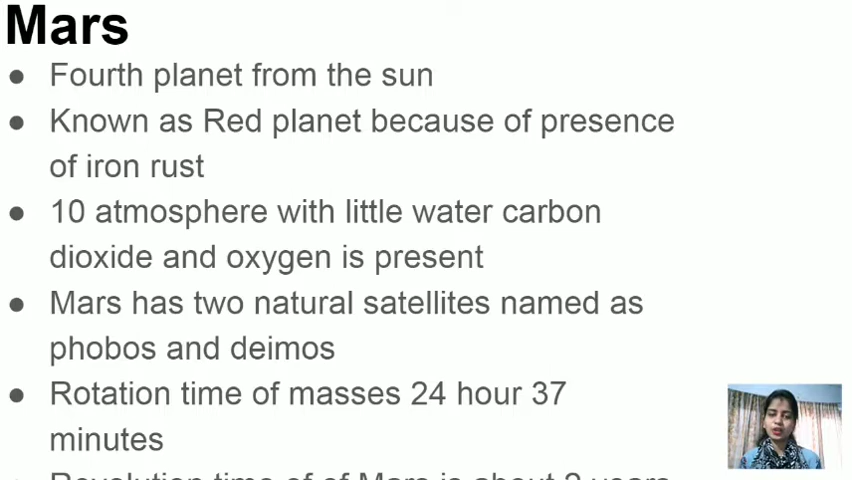 Mars
● Fourth planet from the sun
● Known as Red planet because of presence
of iron rust
● 10 atmosphere with little water carbon
dioxide and oxygen is present
● Mars has two natural satellites named as
phobos and deimos
● Rotation time of masses 24 hour 37
minutes
● Revolution time of of Mars is about 2 years